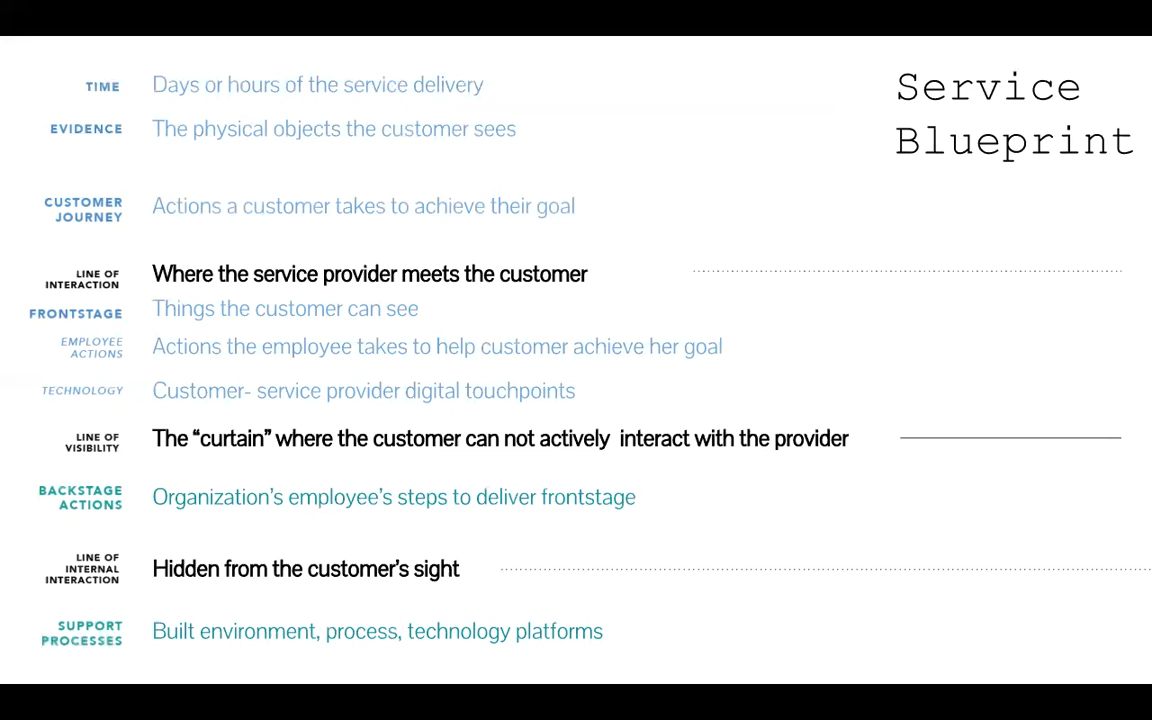 Service
Blueprint
TIME Days or hours of the service delivery
EVIDENCE The physical objects the customer sees
CUSTOMER
JOURNEY Actions a customer takes to achieve their goal
LINE OF
INTERACTION Where the service provider meets the customer
FRONTSTAGE Things the customer can see
EMPLOYEE
ACTIONS Actions the employee takes to help customer achieve her goal
TECHNOLOGY Customer- service provider digital touchpoints
LINE OF
VISIBILITY The “curtain” where the customer can not actively interact with the provider
BACKSTAGE
ACTIONS Organization’s employee’s steps to deliver frontstage
LINE OF
INTERNAL
INTERACTION Hidden from the customer’s sight
SUPPORT
PROCESSES Built environment, process, technology platforms